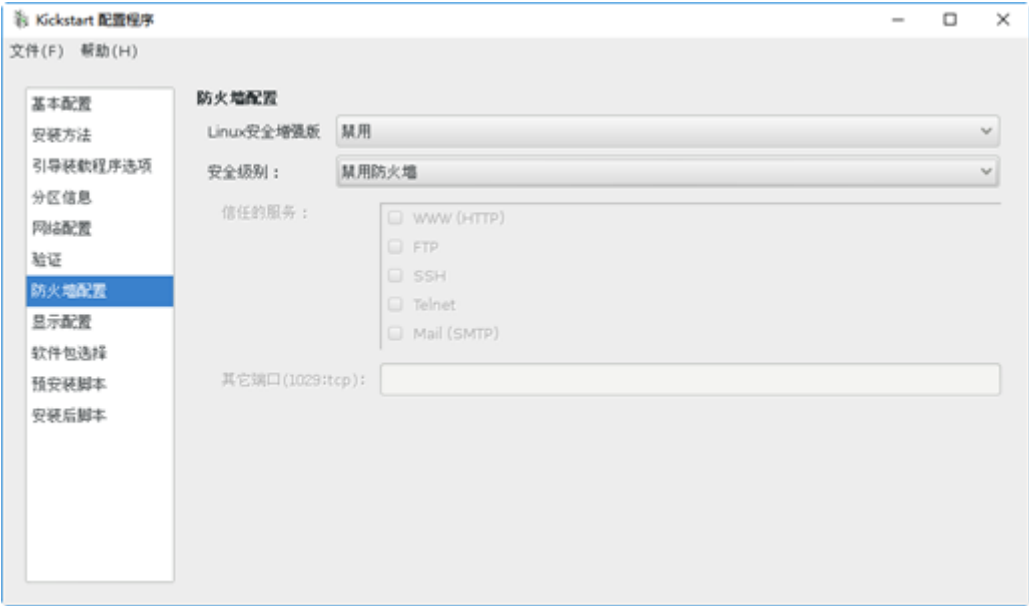 Kickstart 配置程序
文件(F) 帮助(H)
基本配置
安装方法
引导装载程序选项
分区信息
网络配置
验证
防火墙配置
显示配置
软件包选择
预安装脚本
安装后脚本
防火墙配置
Linux安全增强版 禁用
安全级别： 禁用防火墙
信任的服务：
WWW (HTTP)
FTP
SSH
Telnet
Mail (SMTP)
其它端口(1029:tcp):